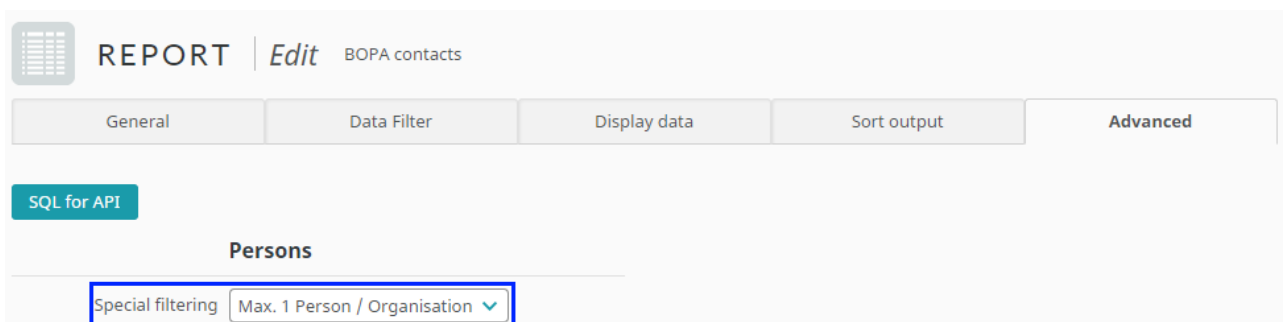 REPORT Edit BOPA contacts
General Data Filter Display data Sort output Advanced
SQL for API
Persons
Special filtering Max. 1 Person / Organisation